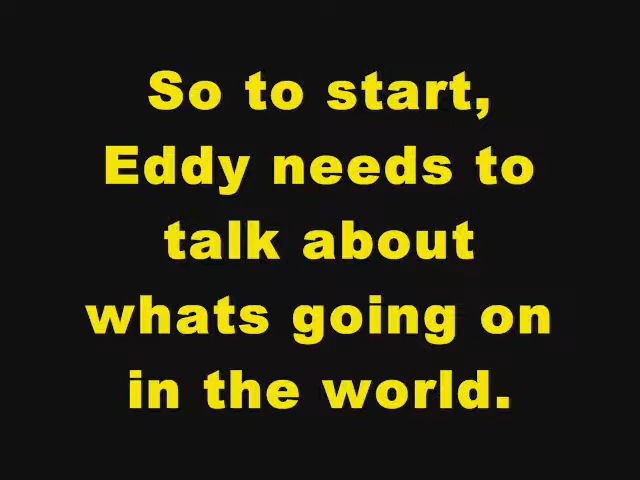 So to start,
Eddy needs to
talk about
whats going on
in the world.